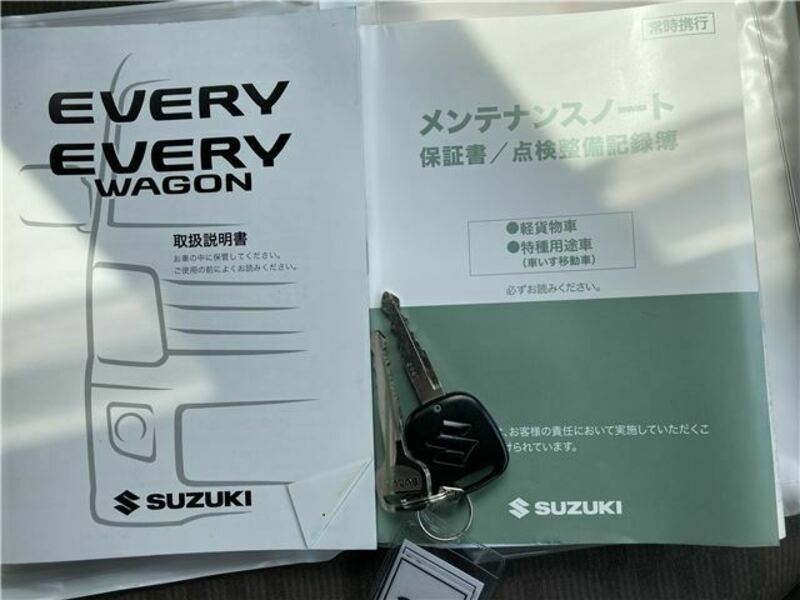 EVERY
EVERY
WAGON
取扱説明書
お車の中に保管してください。
ご使用の前によくお読みください。
SUZUKI
常時携行
メンテナンスノート
保証書／点検整備記録簿
●軽貨物車
●特種用途車
（車いす移動車）
必ずお読みください。
、お客様の責任において実施していただくこ
けられています。
SUZUKI